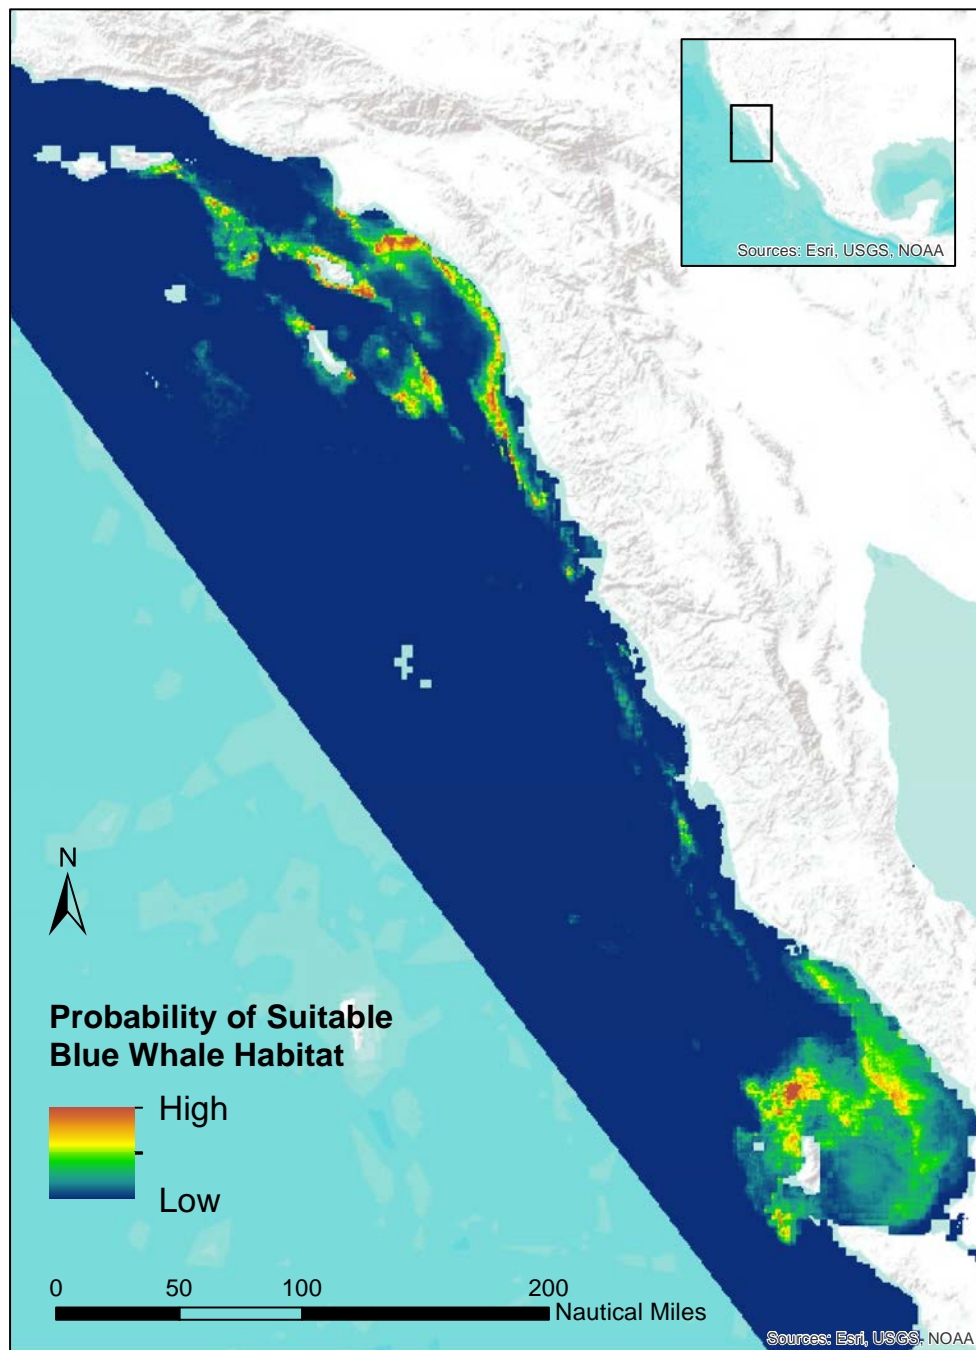 Sources: Esri, USGS, NOAA
N
Probability of Suitable
Blue Whale Habitat
High
Low
0 50 100 200
Nautical Miles
Sources: Esri, USGS, NOAA